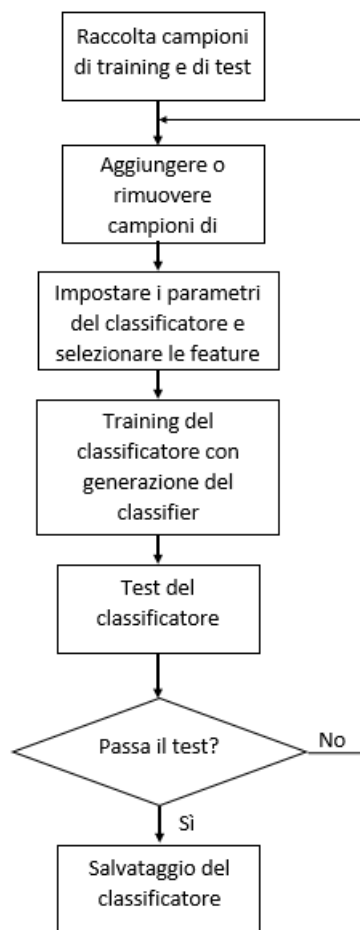 Raccolta campioni
di training e di test
Aggiungere o
rimuovere
campioni di
Impostare i parametri
del classificatore e
selezionare le feature
Training del
classificatore con
generazione del
classifier
Test del
classificatore
Passa il test?
No
Sì
Salvataggio del
classificatore